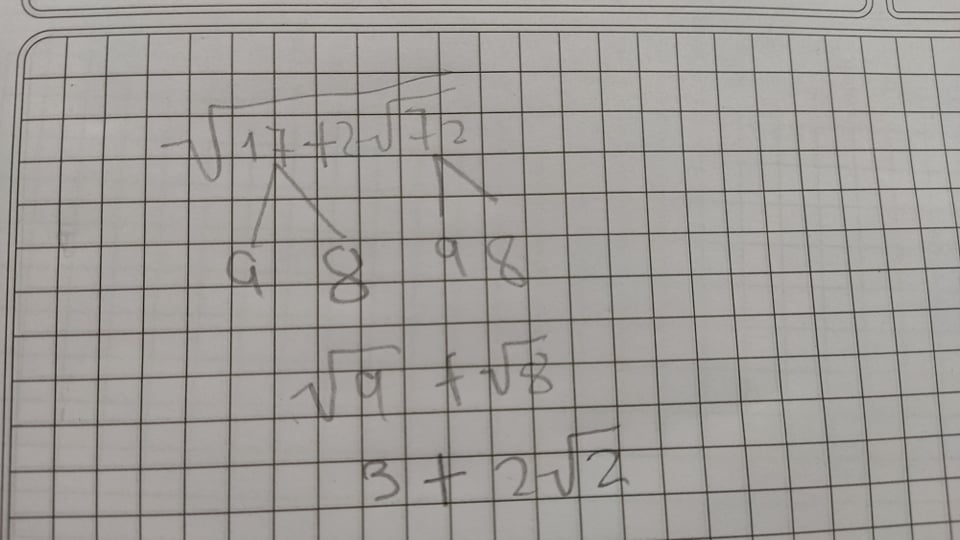 √(17+2√72)
9 8 9 8
√9 + √8
3 + 2√2